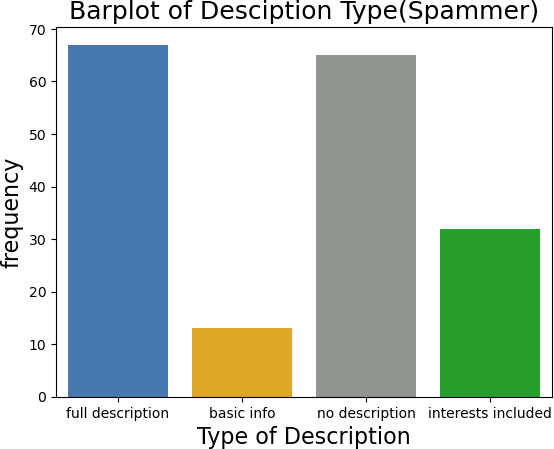 Barplot of Desciption Type(Spammer)
70
60
50
40
30
20
10
0
frequency
full description
basic info
no description
interests included
Type of Description